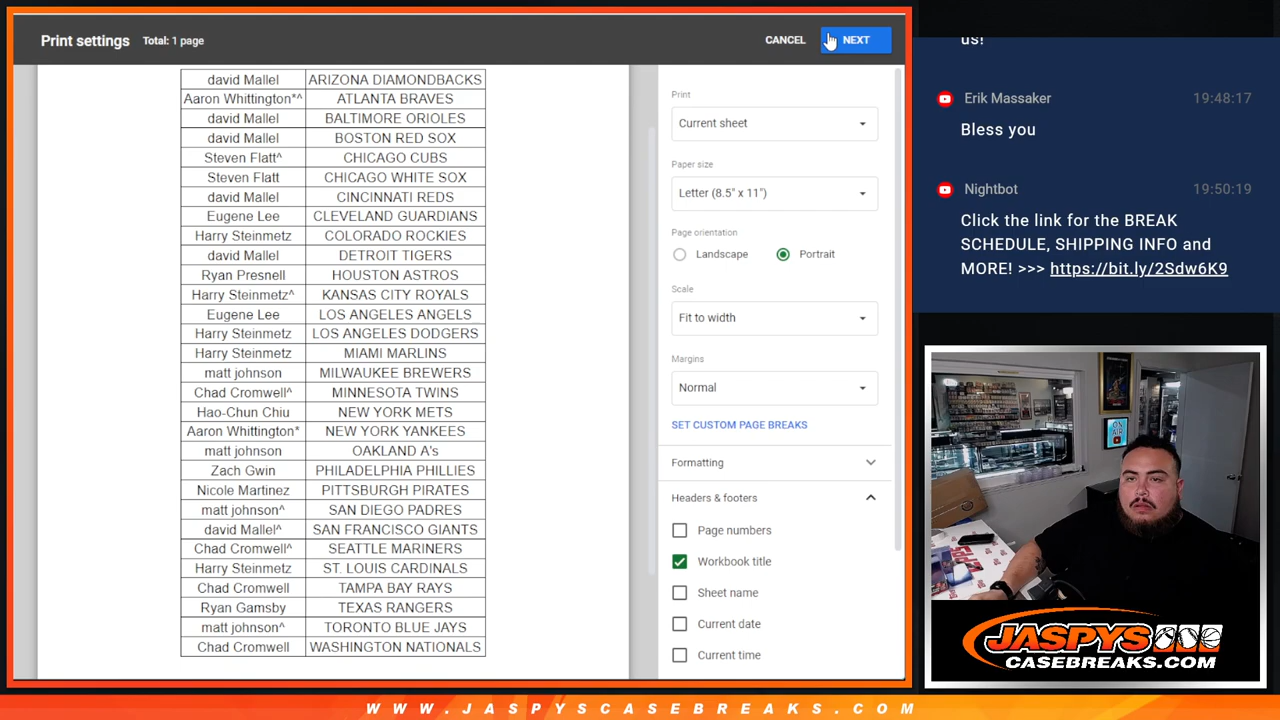 Print settings Total: 1 page CANCEL NEXT
david Mallel ARIZONA DIAMONDBACKS
Aaron Whittington*^ ATLANTA BRAVES
david Mallel BALTIMORE ORIOLES
david Mallel BOSTON RED SOX
Steven Flatt^ CHICAGO CUBS
Steven Flatt CHICAGO WHITE SOX
david Mallel CINCINNATI REDS
Eugene Lee CLEVELAND GUARDIANS
Harry Steinmetz COLORADO ROCKIES
david Mallel DETROIT TIGERS
Ryan Presnell HOUSTON ASTROS
Harry Steinmetz^ KANSAS CITY ROYALS
Eugene Lee LOS ANGELES ANGELS
Harry Steinmetz LOS ANGELES DODGERS
Harry Steinmetz MIAMI MARLINS
matt johnson MILWAUKEE BREWERS
Chad Cromwell^ MINNESOTA TWINS
Hao-Chun Chiu NEW YORK METS
Aaron Whittington* NEW YORK YANKEES
matt johnson OAKLAND A's
Zach Gwin PHILADELPHIA PHILLIES
Nicole Martinez PITTSBURGH PIRATES
matt johnson^ SAN DIEGO PADRES
david Mallel^ SAN FRANCISCO GIANTS
Chad Cromwell^ SEATTLE MARINERS
Harry Steinmetz ST. LOUIS CARDINALS
Chad Cromwell TAMPA BAY RAYS
Ryan Gamsby TEXAS RANGERS
matt johnson^ TORONTO BLUE JAYS
Chad Cromwell WASHINGTON NATIONALS
Print
Current sheet
Paper size
Letter (8.5" x 11")
Page orientation
Landscape Portrait
Scale
Fit to width
Margins
Normal
SET CUSTOM PAGE BREAKS
Formatting
Headers & footers
Page numbers
Workbook title
Sheet name
Current date
Current time
us!
Erik Massaker 19:48:17
Bless you
Nightbot 19:50:19
Click the link for the BREAK
SCHEDULE, SHIPPING INFO and
MORE! >>> https://bit.ly/2Sdw6K9
ON
AIR
JASPYS
CASEBREAKS.COM
WWW.JASPYSCASEBREAKS.COM